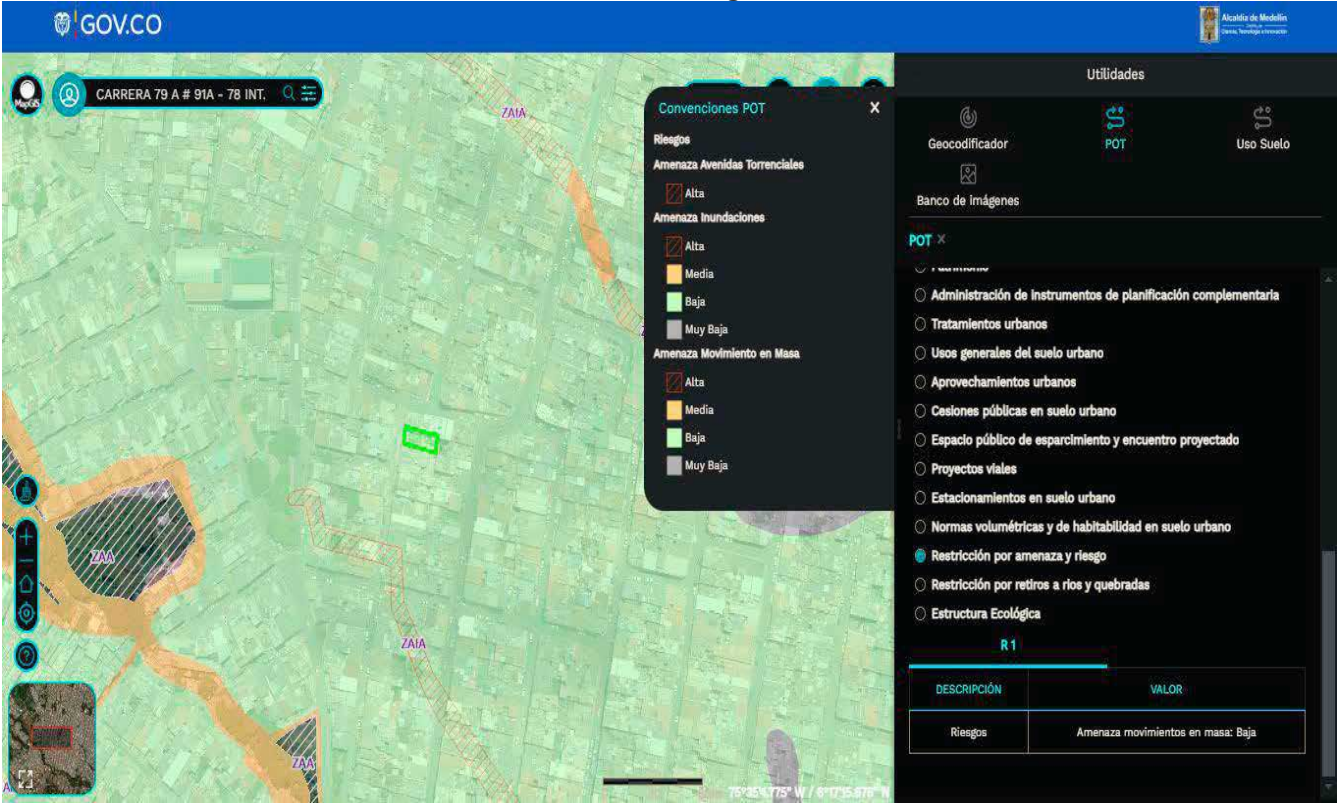 GOV.CO
Alcaldía de Medellín
MapGIS
CARRERA 79 A # 91A - 78 INT.
ZAIA
Convenciones POT
X
Riesgos
Amenaza Avenidas Torrenciales
Alta
Amenaza Inundaciones
Alta
Media
Baja
Muy Baja
Amenaza Movimiento en Masa
Alta
Media
Baja
Muy Baja
ZAA
ZAIA
ZAA
Utilidades
Geocodificador
POT
Uso Suelo
Banco de imágenes
POT X
Patrimonio
Administración de instrumentos de planificación complementaria
Tratamientos urbanos
Usos generales del suelo urbano
Aprovechamientos urbanos
Cesiones públicas en suelo urbano
Espacio público de esparcimiento y encuentro proyectado
Proyectos viales
Estacionamientos en suelo urbano
Normas volumétricas y de habitabilidad en suelo urbano
Restricción por amenaza y riesgo
Restricción por retiros a rios y quebradas
Estructura Ecológica
R 1
DESCRIPCIÓN VALOR
Riesgos Amenaza movimientos en masa: Baja